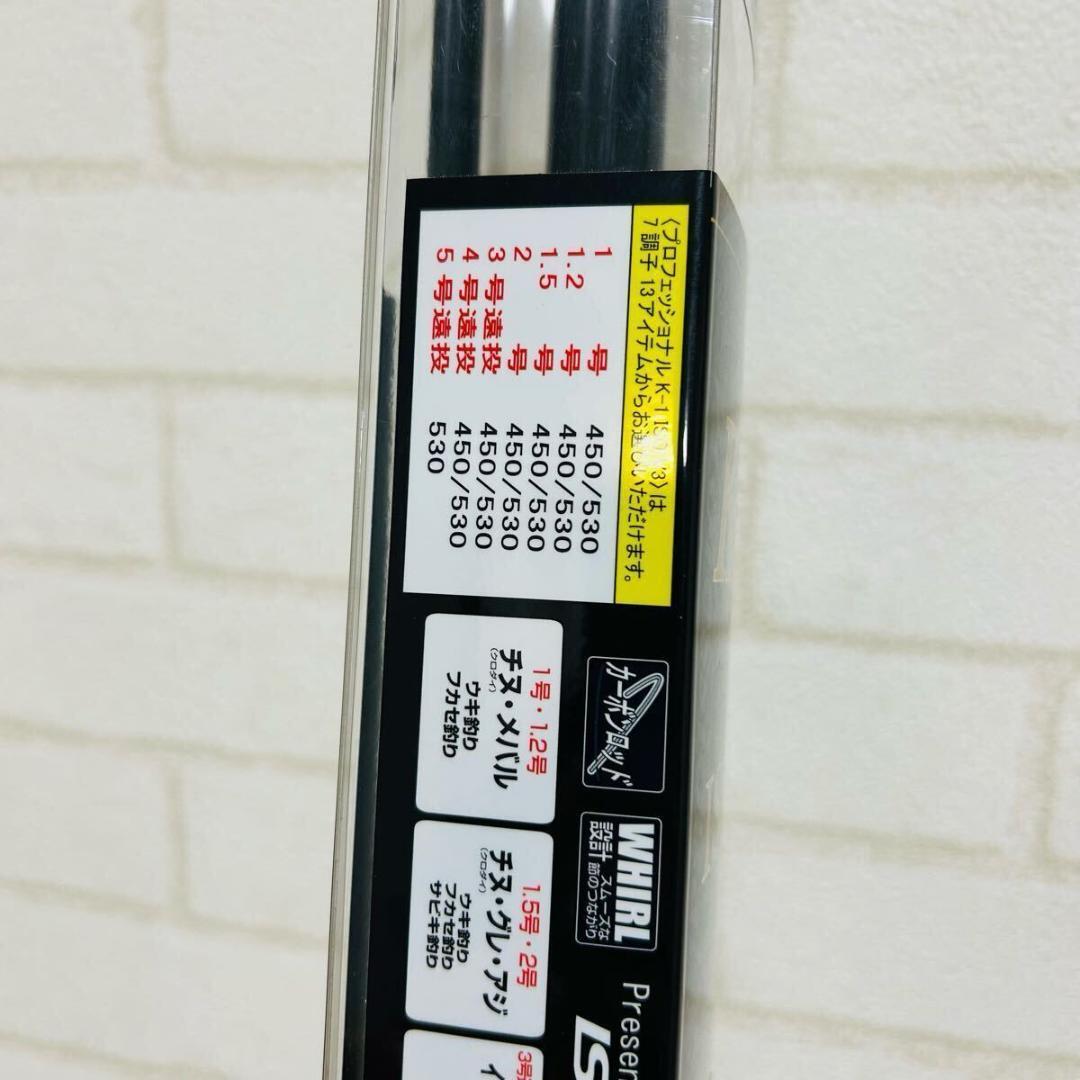 〈プロフェッショナル K-1 ISO 〉は
7調子 13アイテムからお選びいただけます。
1 号 450/530
1.2 号 450/530
1.5 号 450/530
2 号 450/530
3 号遠投 450/530
4 号遠投 450/530
5 号遠投 530
カーボンロッド
1号・1.2号
チヌ・メバル
(クロダイ)
ウキ釣り
フカセ釣り
WHIRL
設計 スムーズな
節のつながり
1.5号・2号
チヌ・グレ・アジ
(クロダイ)
ウキ釣り
フカセ釣り
サビキ釣り
Presen
LS
3号
イ